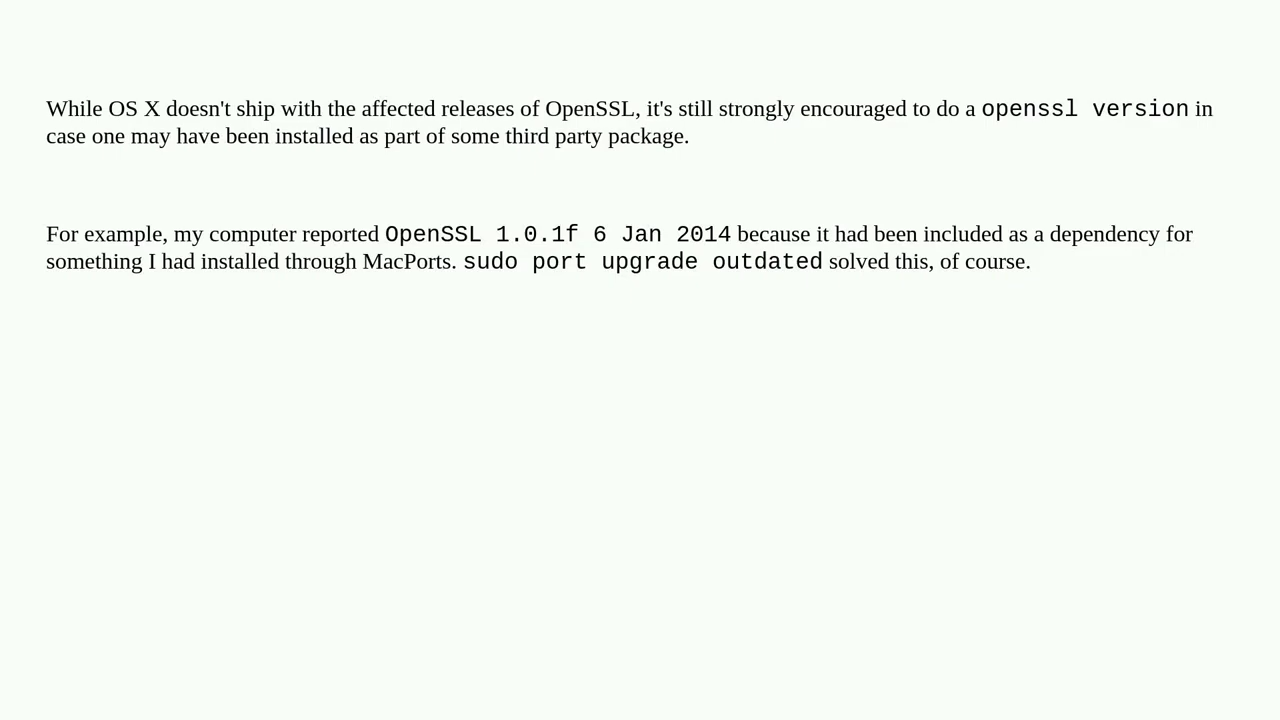 While OS X doesn't ship with the affected releases of OpenSSL, it's still strongly encouraged to do a openssl version in
case one may have been installed as part of some third party package.
For example, my computer reported OpenSSL 1.0.1f 6 Jan 2014 because it had been included as a dependency for
something I had installed through MacPorts. sudo port upgrade outdated solved this, of course.